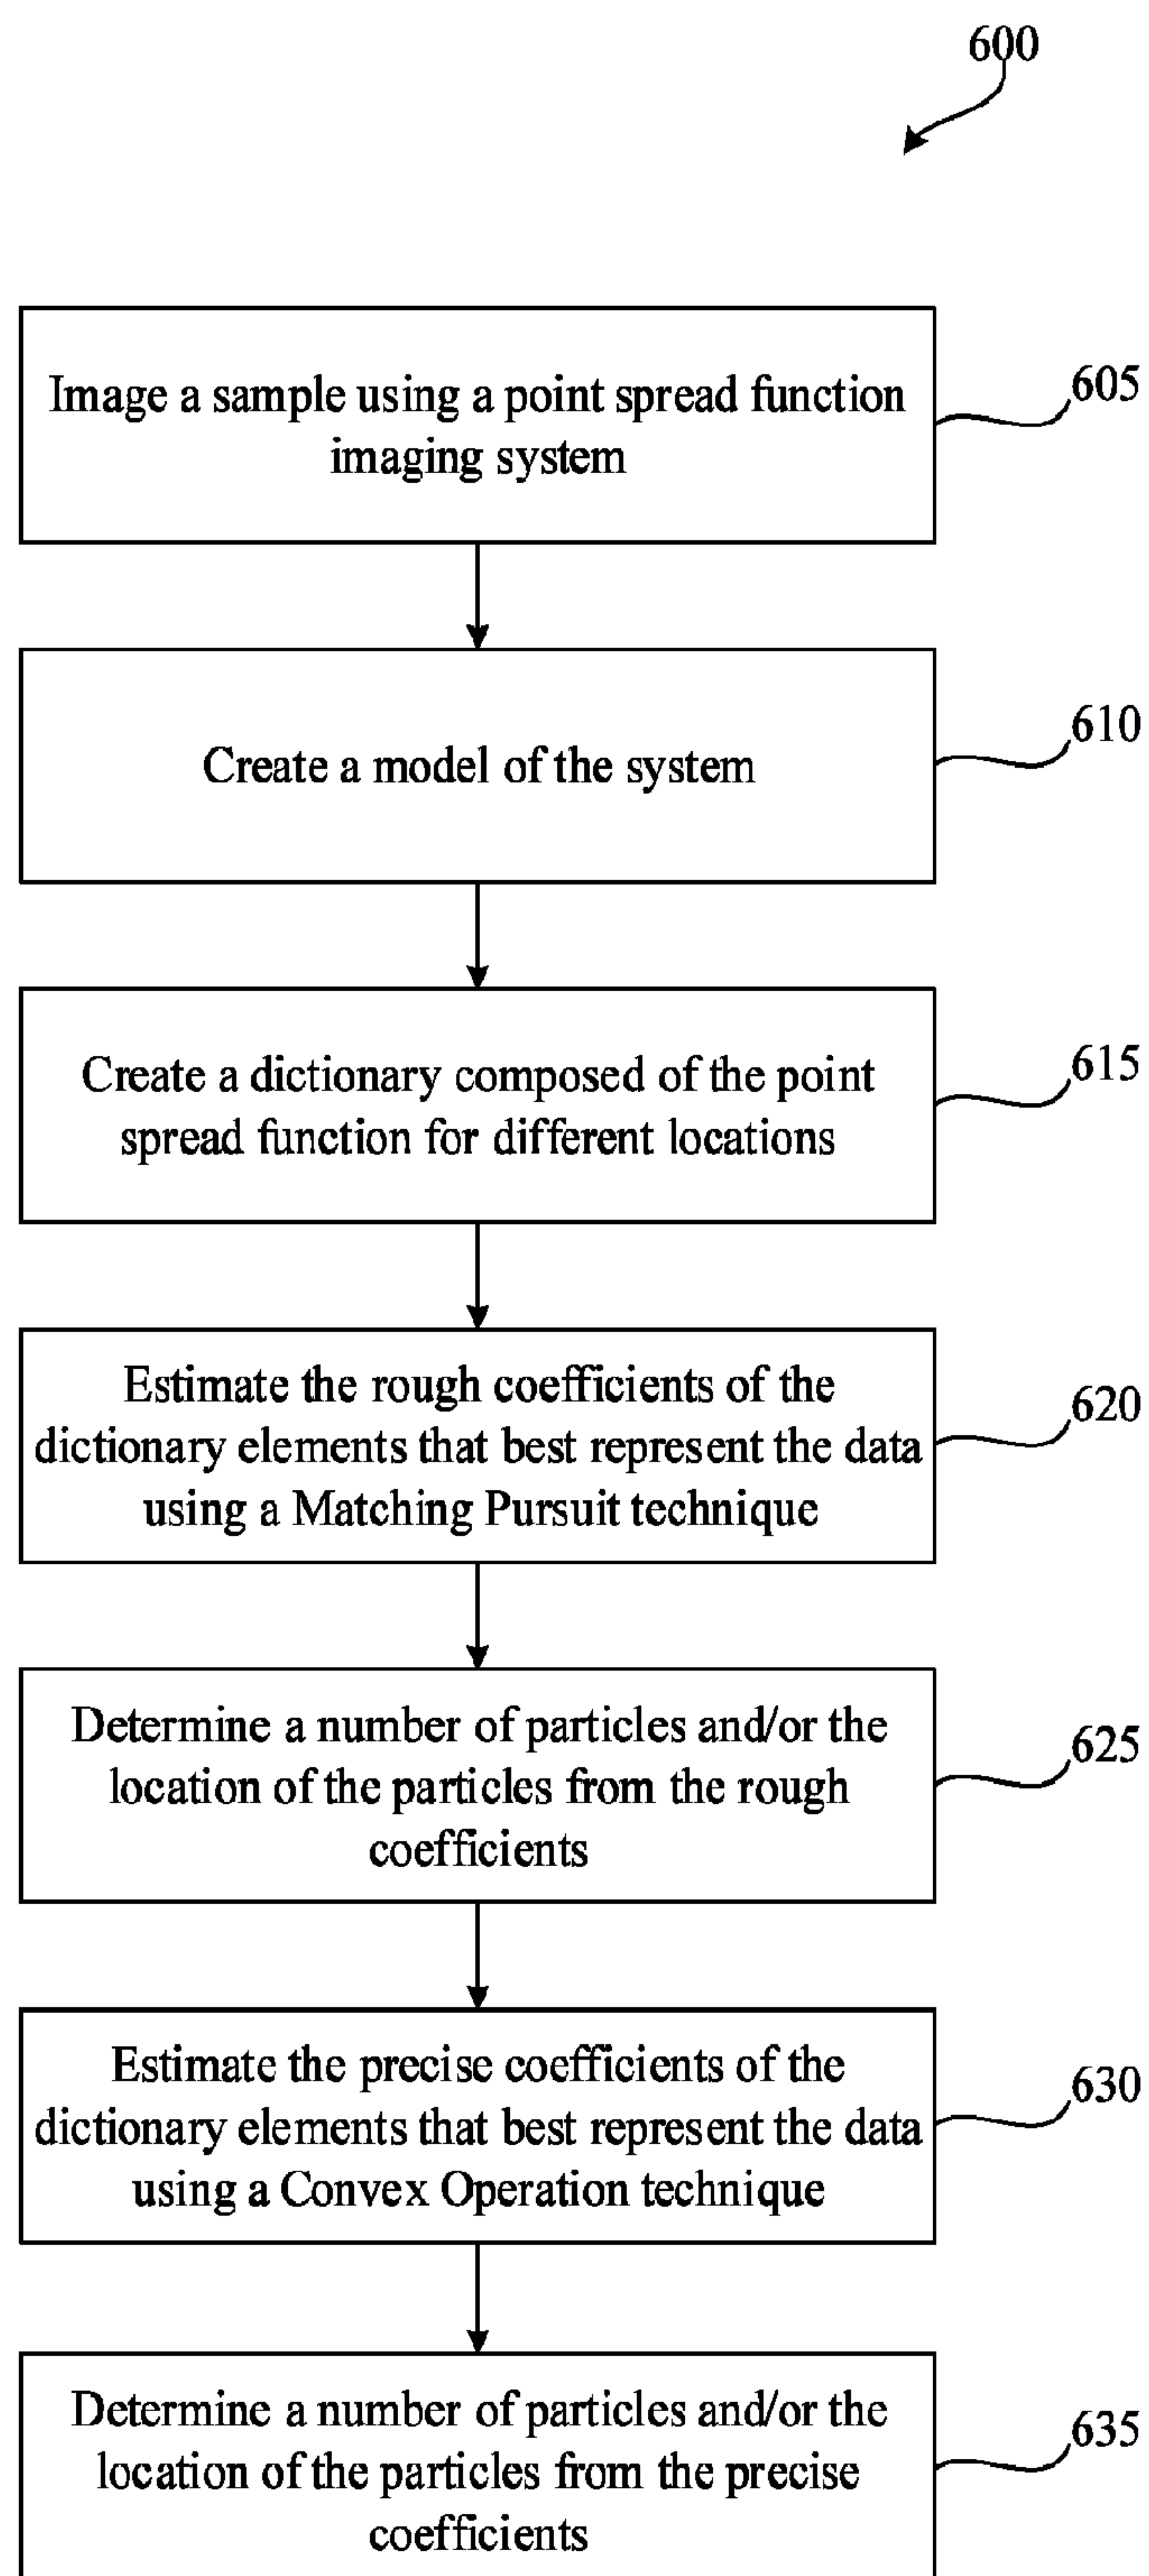 600
Image a sample using a point spread function
imaging system
605
Create a model of the system
610
Create a dictionary composed of the point
spread function for different locations
615
Estimate the rough coefficients of the
dictionary elements that best represent the data
using a Matching Pursuit technique
620
Determine a number of particles and/or the
location of the particles from the rough
coefficients
625
Estimate the precise coefficients of the
dictionary elements that best represent the data
using a Convex Operation technique
630
Determine a number of particles and/or the
location of the particles from the precise
coefficients
635